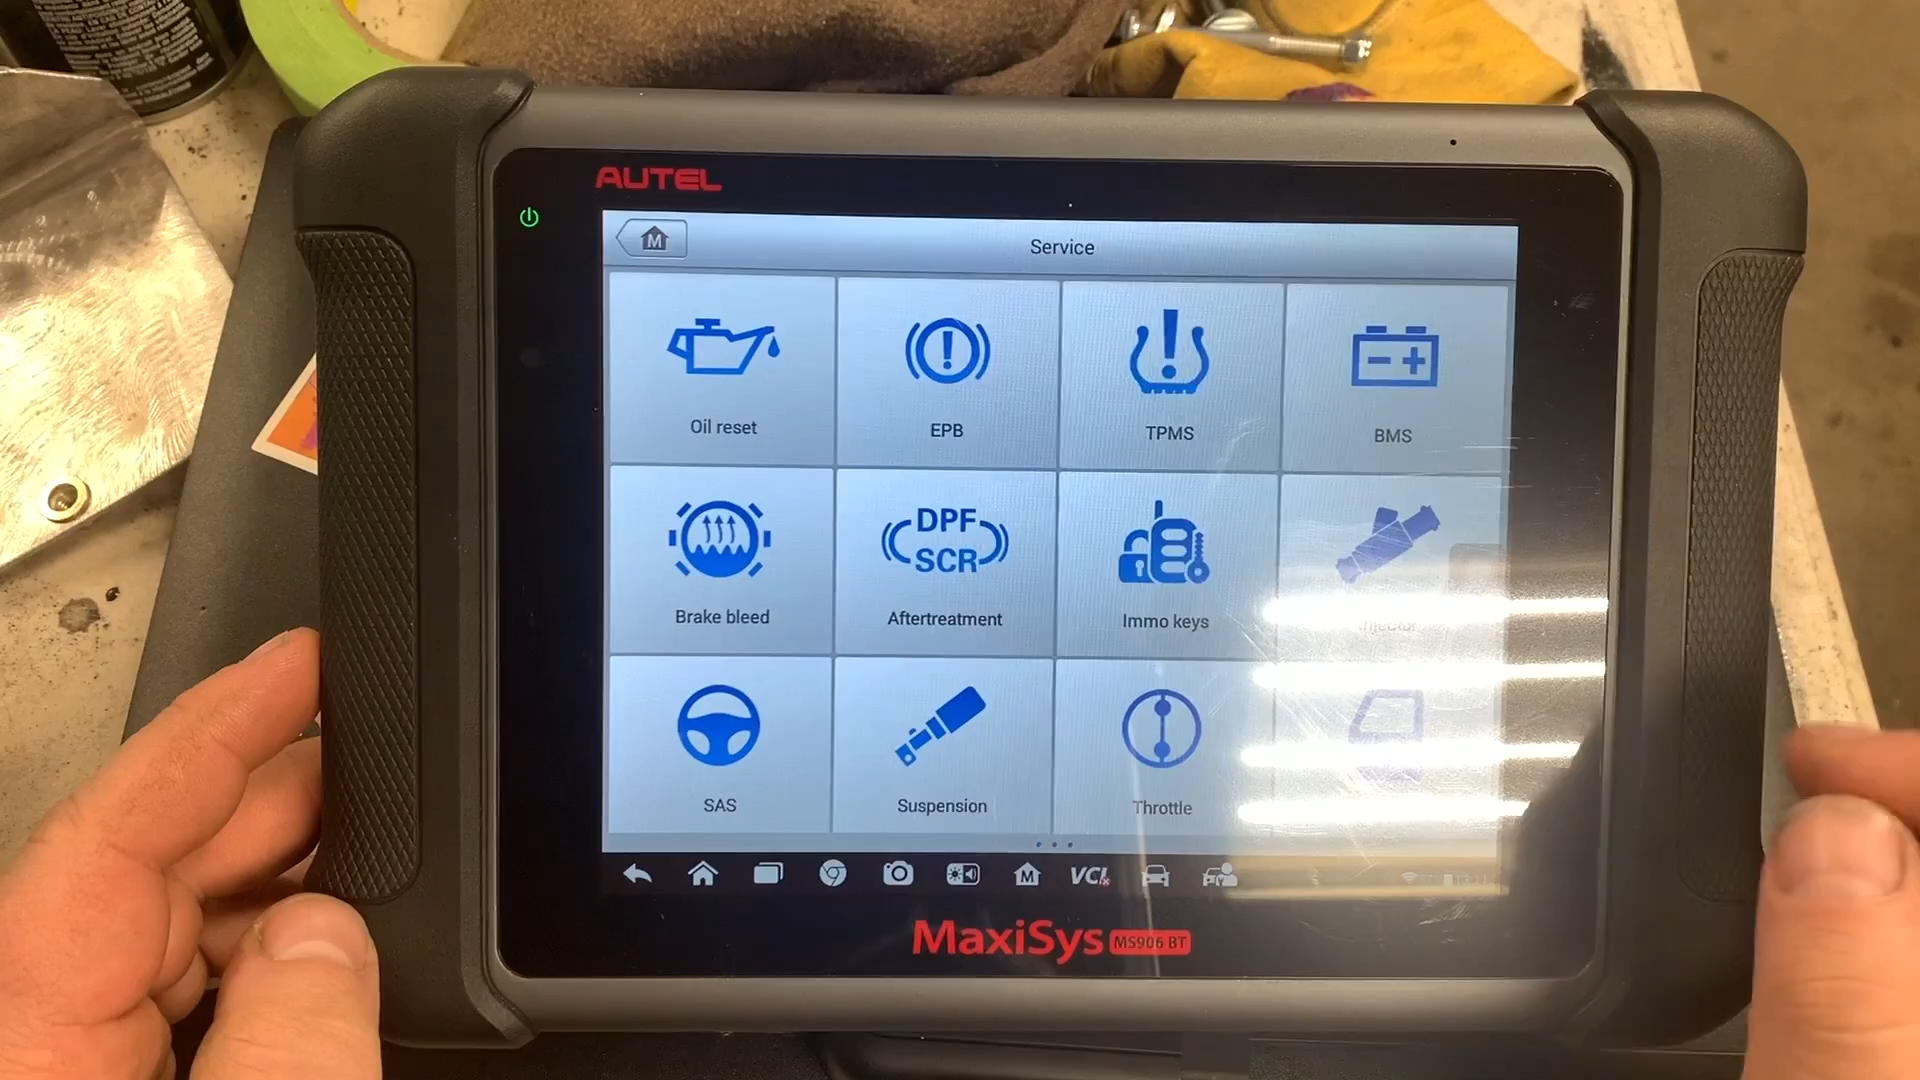 AUTEL
M
Service
Oil reset
EPB
TPMS
BMS
Brake bleed
DPF
SCR
Aftertreatment
Immo keys
Injector
SAS
Suspension
Throttle
M
VCI
MaxiSys MS906 BT